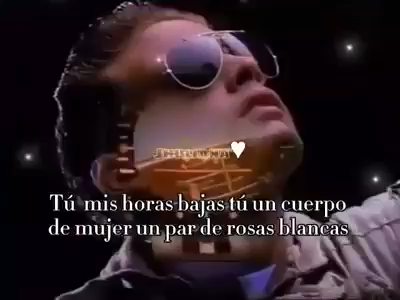 Tú mis horas bajas tú un cuerpo
de mujer un par de rosas blancas